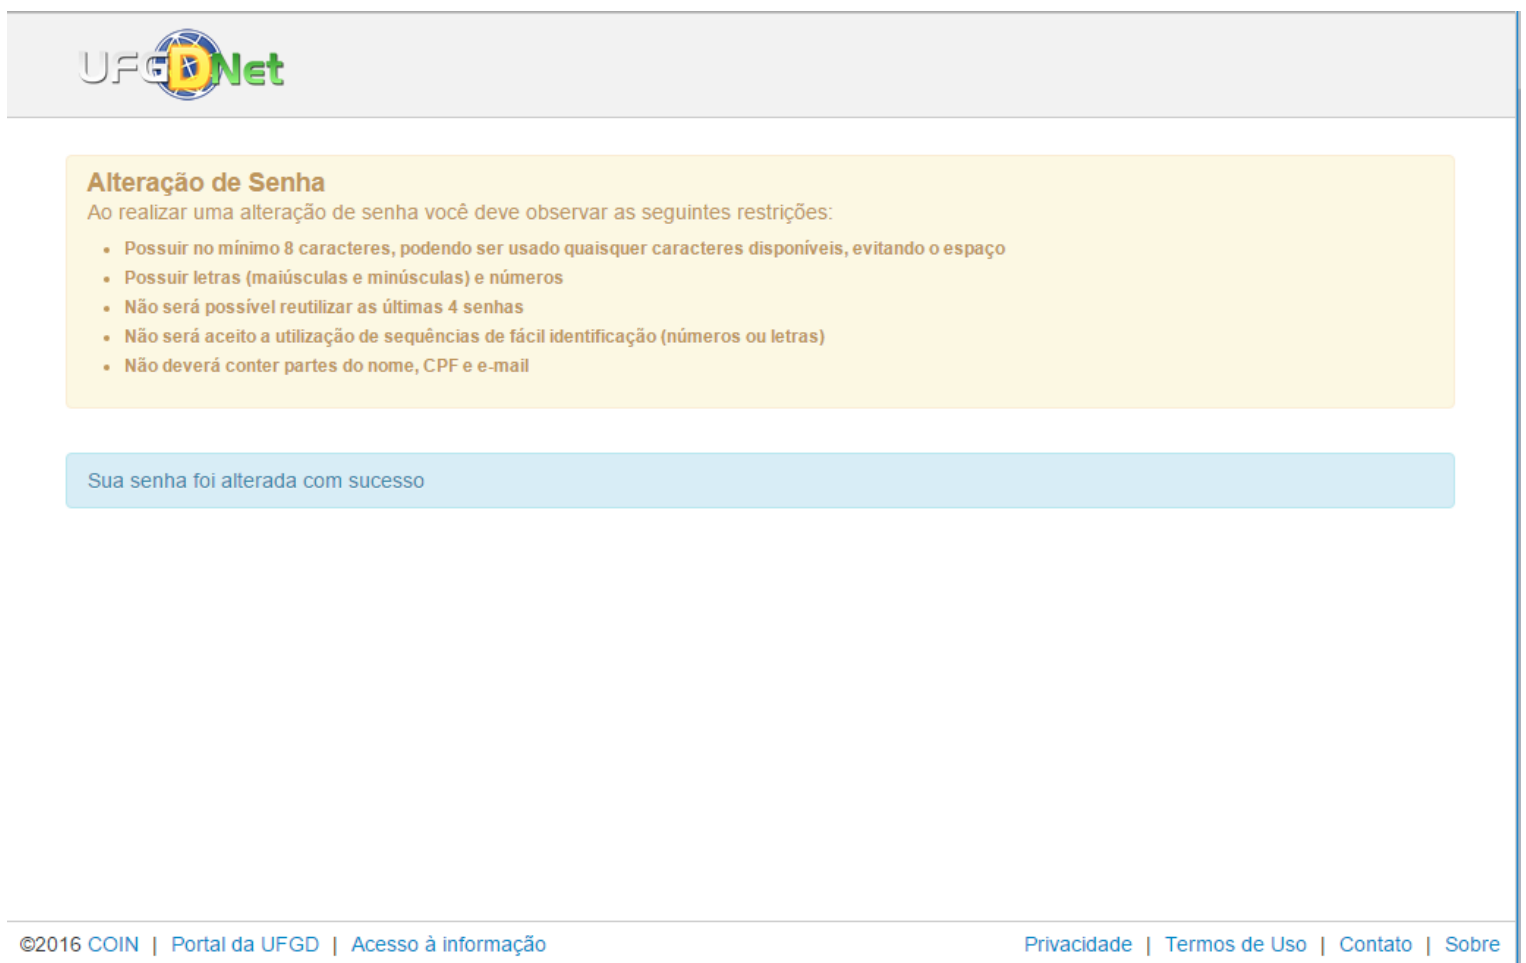 UFGDNet
Alteração de Senha
Ao realizar uma alteração de senha você deve observar as seguintes restrições:
• Possuir no mínimo 8 caracteres, podendo ser usado quaisquer caracteres disponíveis, evitando o espaço
• Possuir letras (maiúsculas e minúsculas) e números
• Não será possível reutilizar as últimas 4 senhas
• Não será aceito a utilização de sequências de fácil identificação (números ou letras)
• Não deverá conter partes do nome, CPF e e-mail
Sua senha foi alterada com sucesso
©2016 COIN | Portal da UFGD | Acesso à informação Privacidade | Termos de Uso | Contato | Sobre